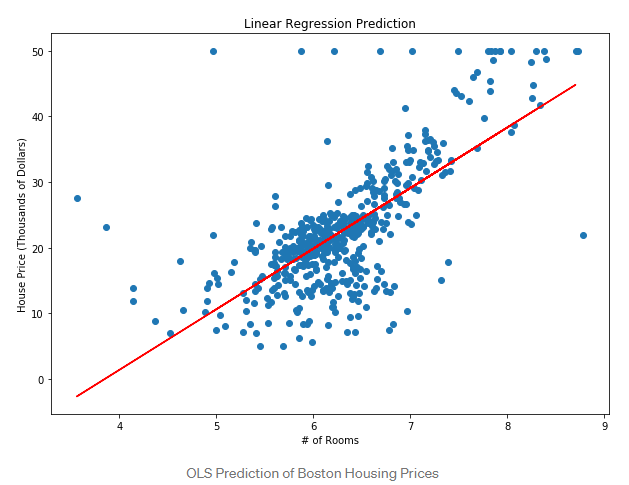 Linear Regression Prediction
50
40
30
20
10
0
House Price (Thousands of Dollars)
4 5 6 7 8 9
# of Rooms
OLS Prediction of Boston Housing Prices